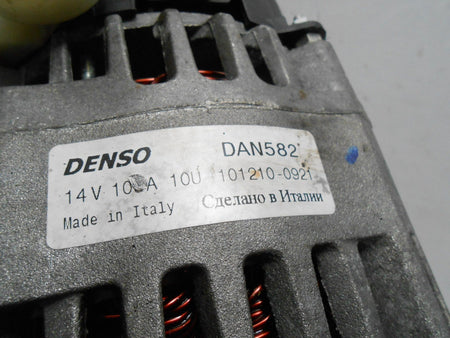 DENSO DAN582
14V 10 A 10U 101210-0921
Made in Italy Сделано в Италии